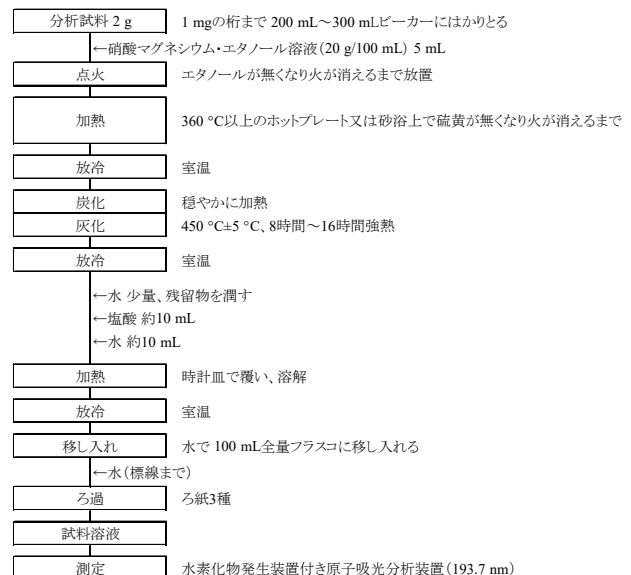 分析試料 2 g 1 mgの桁まで 200 mL～300 mLビーカーにはかりとる
←硝酸マグネシウム・エタノール溶液（20 g/100 mL） 5 mL
点火 エタノールが無くなり火が消えるまで放置
加熱 360 °C以上のホットプレート又は砂浴上で硫黄が無くなり火が消えるまで
放冷 室温
炭化 穏やかに加熱
灰化 450 °C±5 °C、8時間～16時間強熱
放冷 室温
←水 少量、残留物を潤す
←塩酸 約10 mL
←水 約10 mL
加熱 時計皿で覆い、溶解
放冷 室温
移し入れ 水で 100 mL全量フラスコに移し入れる
←水（標線まで）
ろ過 ろ紙3種
試料溶液
測定 水素化物発生装置付き原子吸光分析装置（193.7 nm）